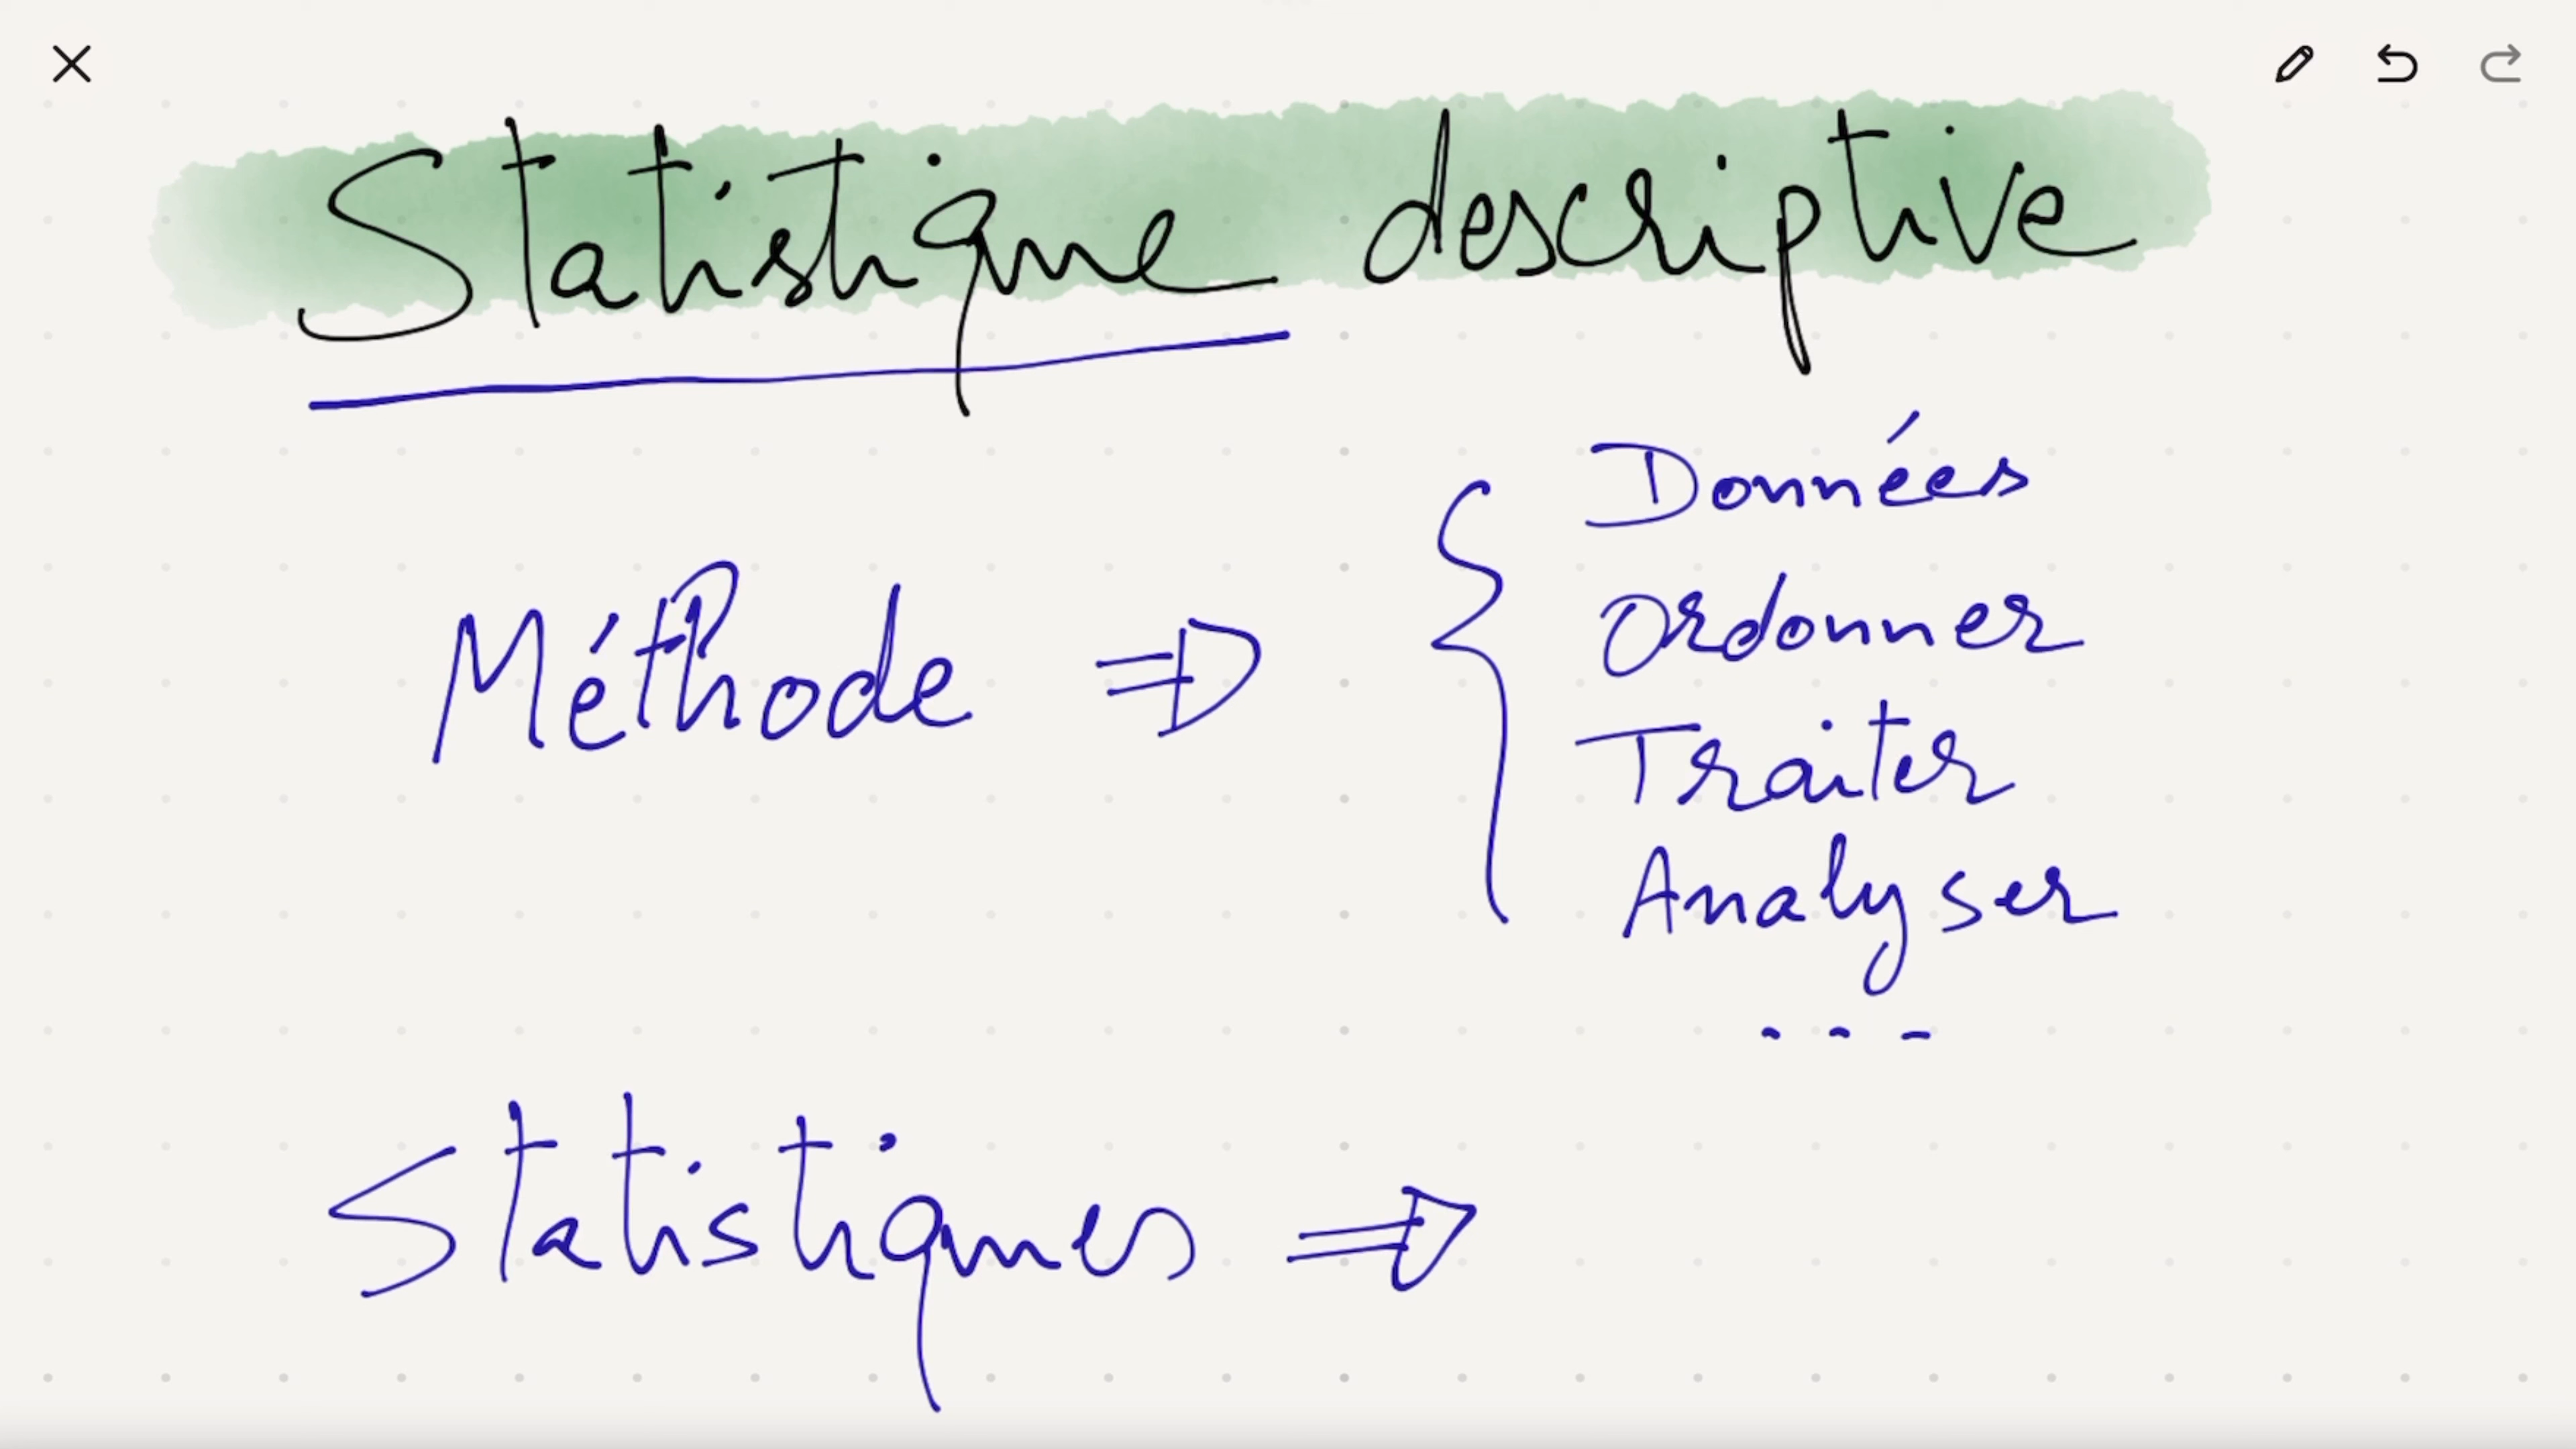 Statistique descriptive
Données
Méthode ⇒ { Ordonner
Traiter
Analyser
...
Statistiques ⇒